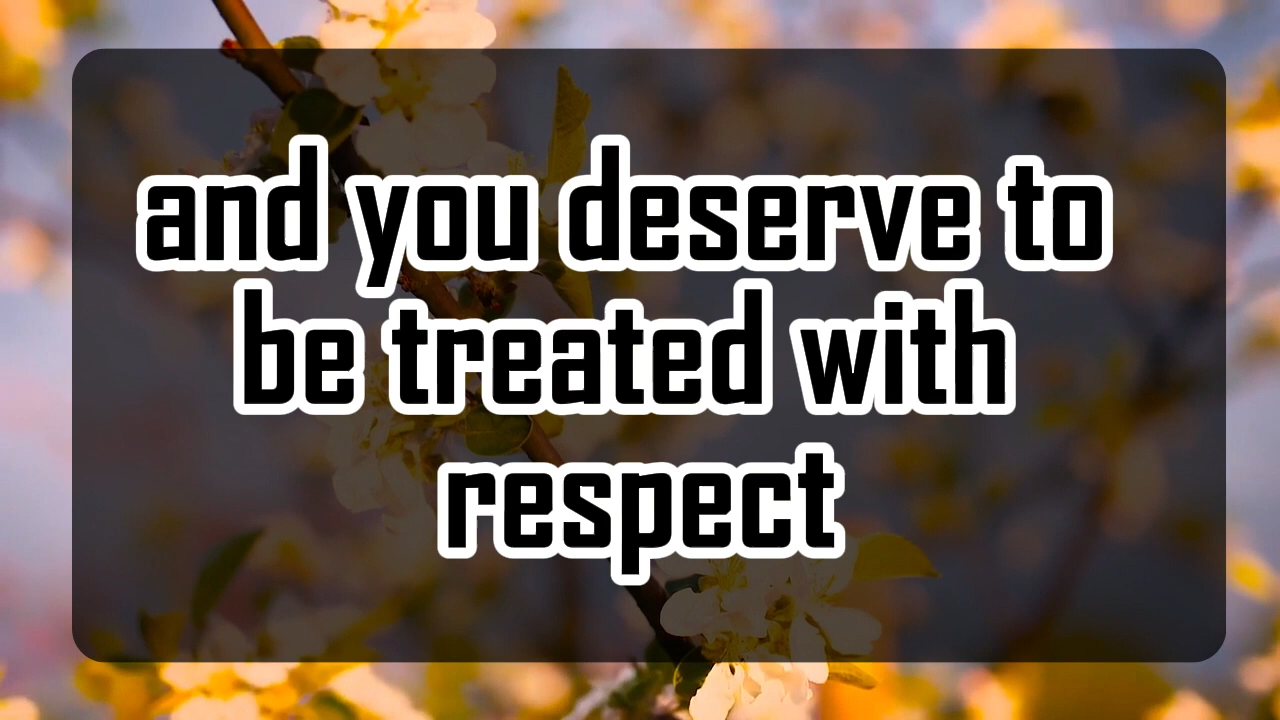 and you deserve to
be treated with
respect